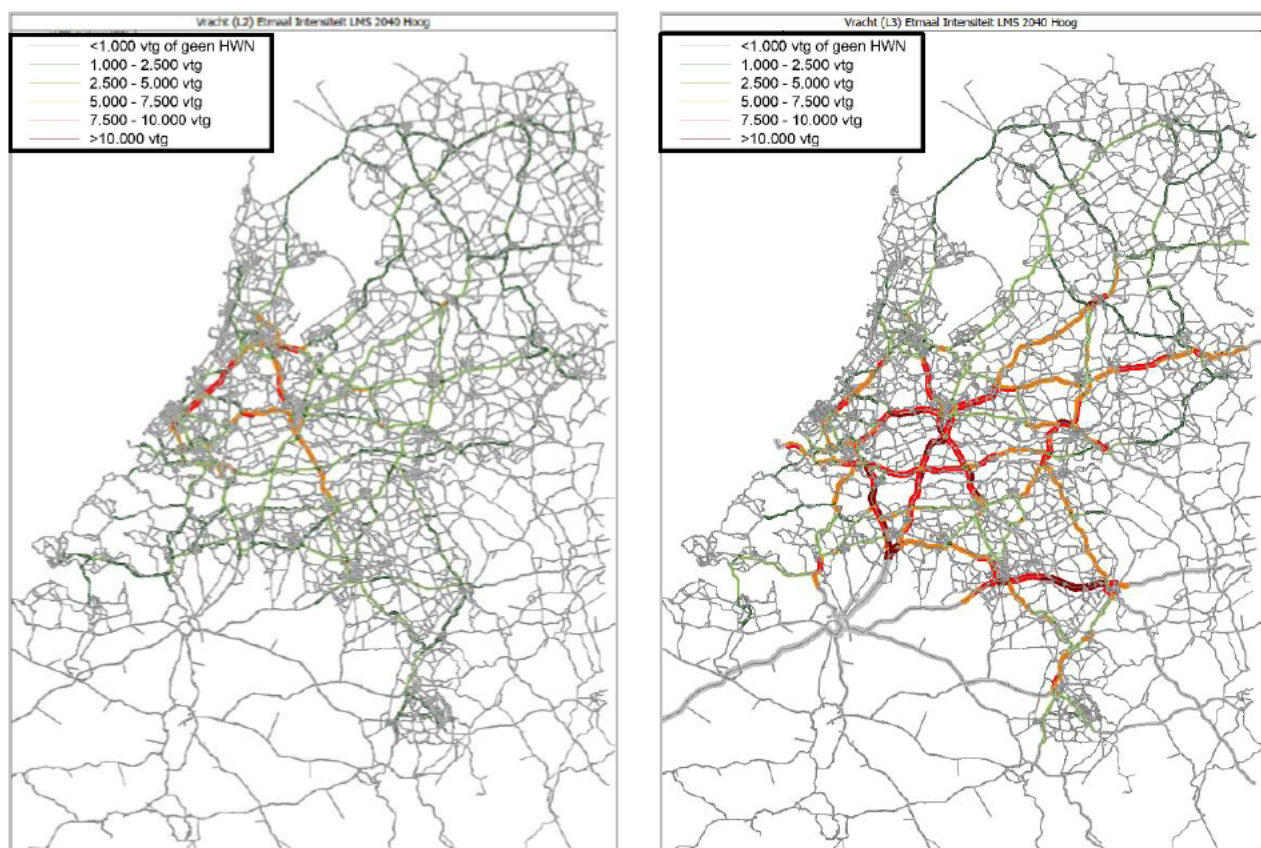 Vracht (L2) Etmaal Intensiteit LMS 2040 Hoog
<1.000 vtg of geen HWN
1.000 - 2.500 vtg
2.500 - 5.000 vtg
5.000 - 7.500 vtg
7.500 - 10.000 vtg
>10.000 vtg
Vracht (L3) Etmaal Intensiteit LMS 2040 Hoog
<1.000 vtg of geen HWN
1.000 - 2.500 vtg
2.500 - 5.000 vtg
5.000 - 7.500 vtg
7.500 - 10.000 vtg
>10.000 vtg